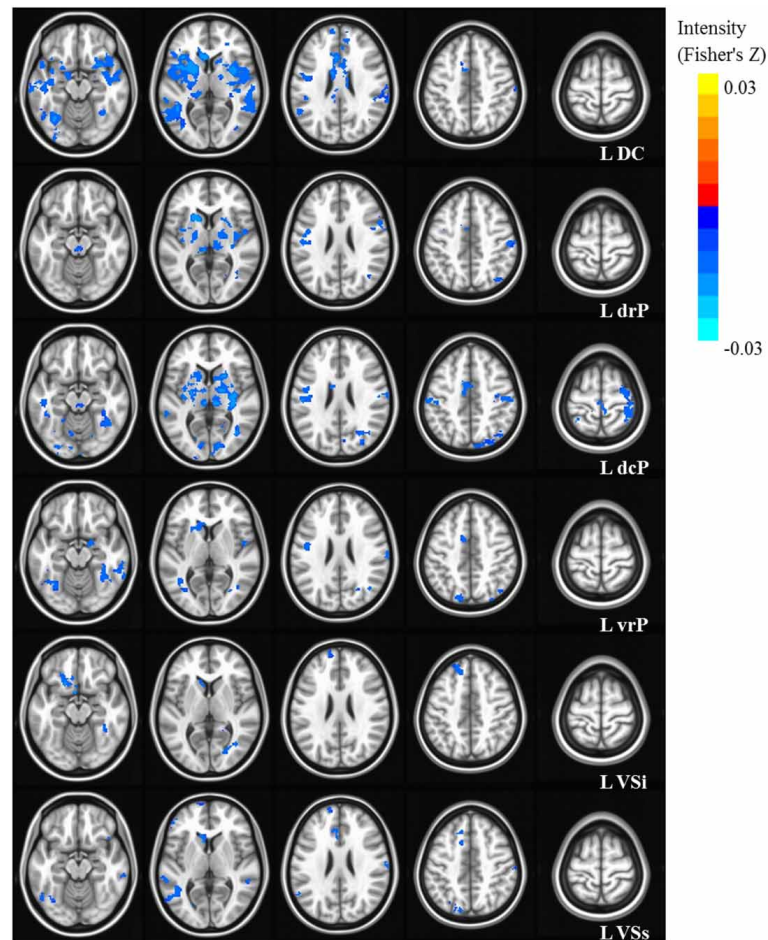 Intensity
(Fisher's Z)
0.03
-0.03
L DC
L drP
L dcP
L vrP
L VSi
L VSs